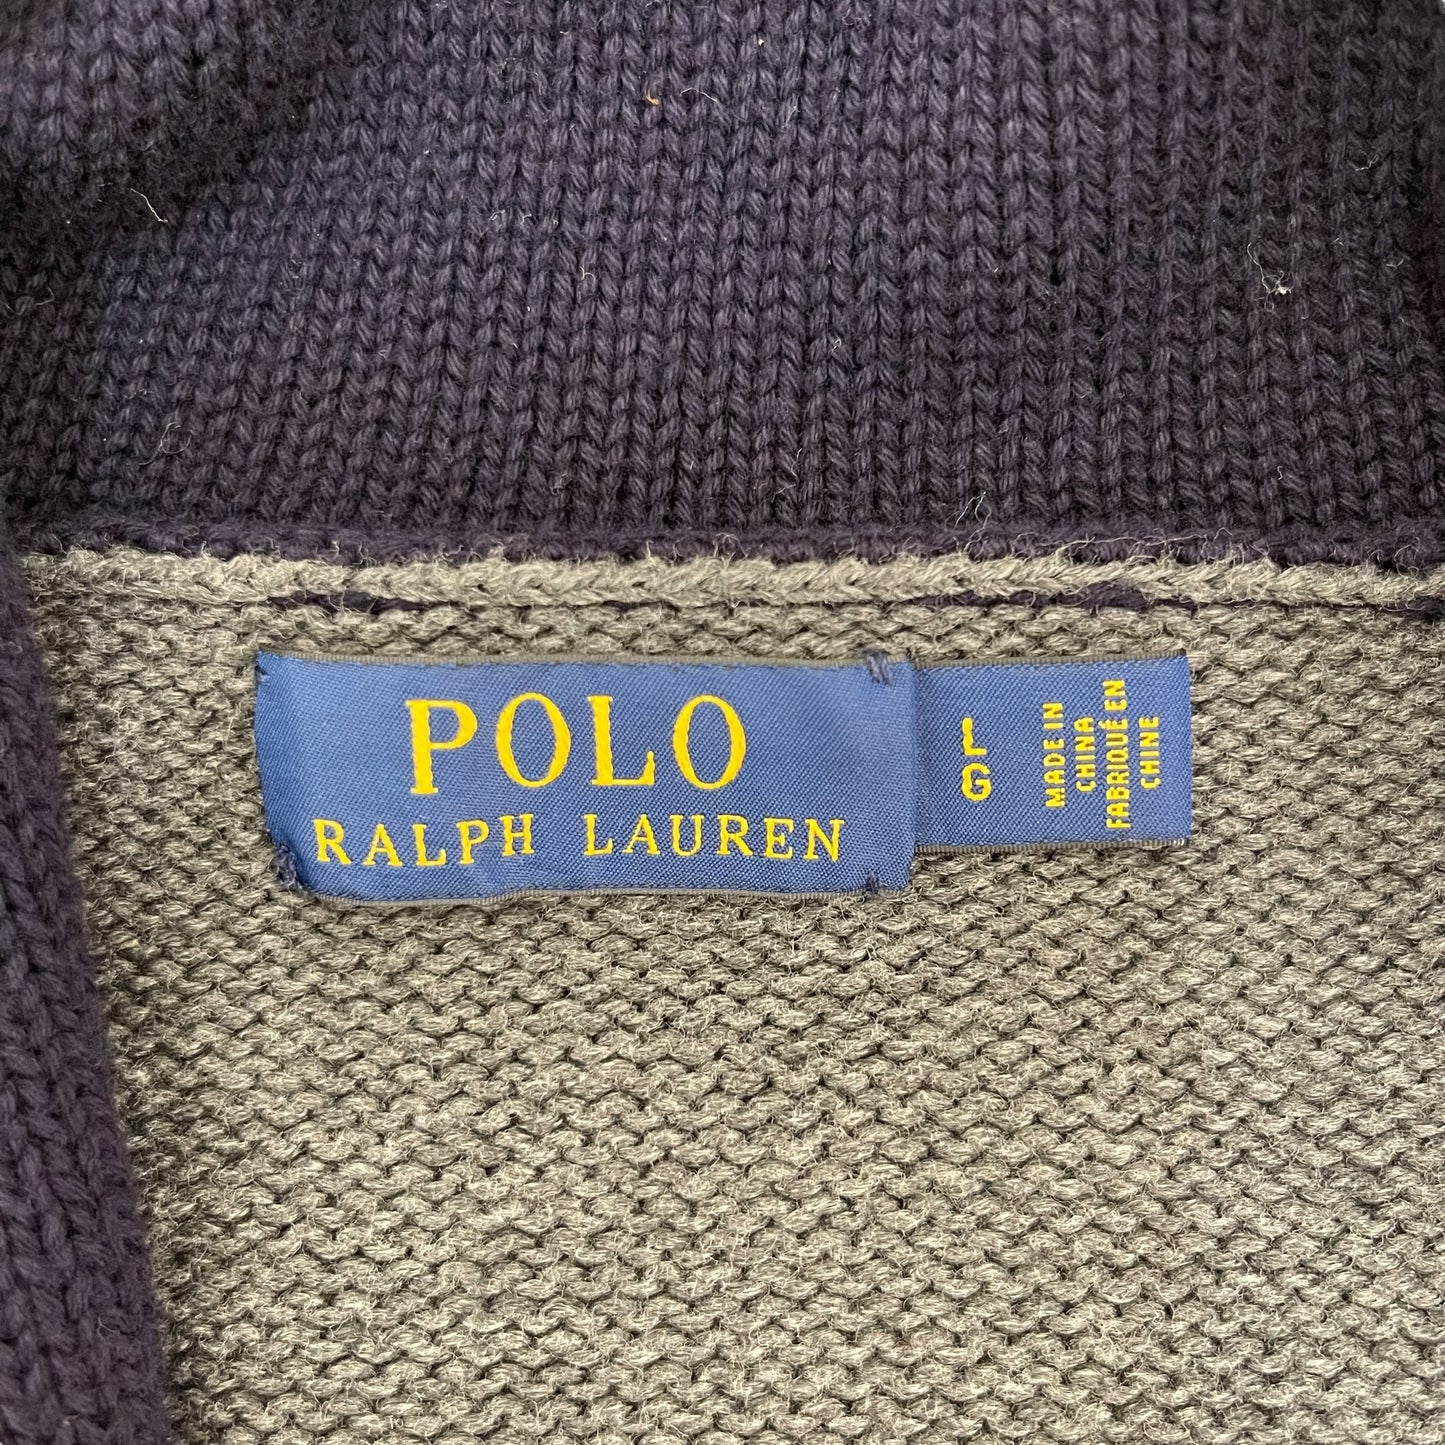 POLO
RALPH LAUREN
L
G
MADE IN
CHINA
FABRIQUÉ EN
CHINE